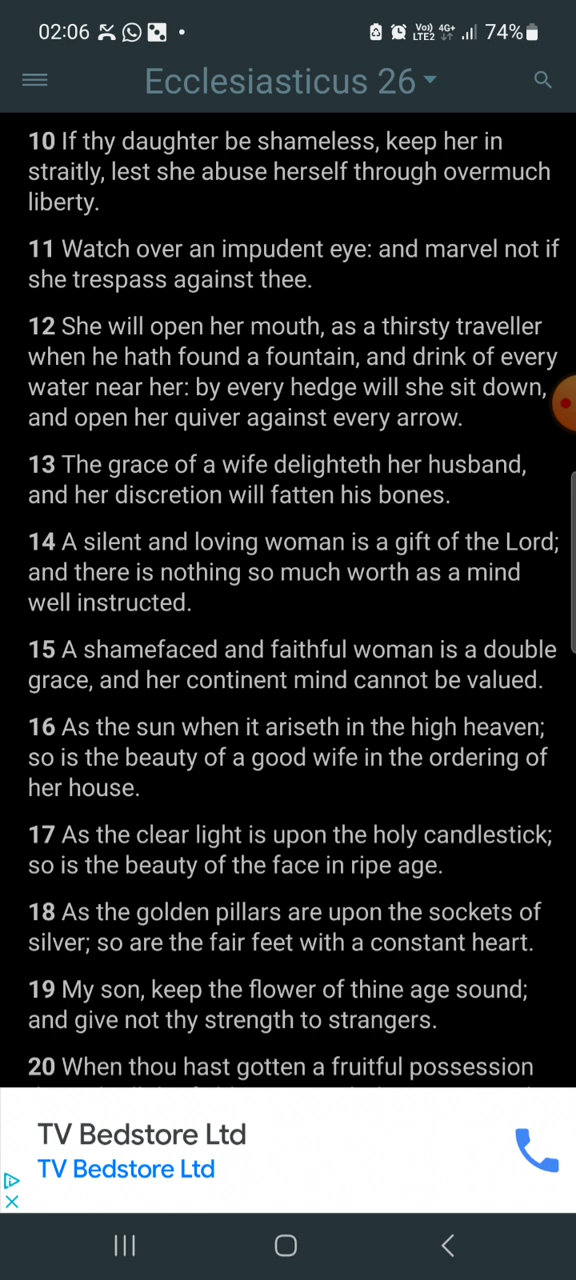 02:06 Vo)) LTE2 4G+ 74%
Ecclesiasticus 26
10 If thy daughter be shameless, keep her in
straitly, lest she abuse herself through overmuch
liberty.
11 Watch over an impudent eye: and marvel not if
she trespass against thee.
12 She will open her mouth, as a thirsty traveller
when he hath found a fountain, and drink of every
water near her: by every hedge will she sit down,
and open her quiver against every arrow.
13 The grace of a wife delighteth her husband,
and her discretion will fatten his bones.
14 A silent and loving woman is a gift of the Lord;
and there is nothing so much worth as a mind
well instructed.
15 A shamefaced and faithful woman is a double
grace, and her continent mind cannot be valued.
16 As the sun when it ariseth in the high heaven;
so is the beauty of a good wife in the ordering of
her house.
17 As the clear light is upon the holy candlestick;
so is the beauty of the face in ripe age.
18 As the golden pillars are upon the sockets of
silver; so are the fair feet with a constant heart.
19 My son, keep the flower of thine age sound;
and give not thy strength to strangers.
20 When thou hast gotten a fruitful possession
TV Bedstore Ltd
TV Bedstore Ltd